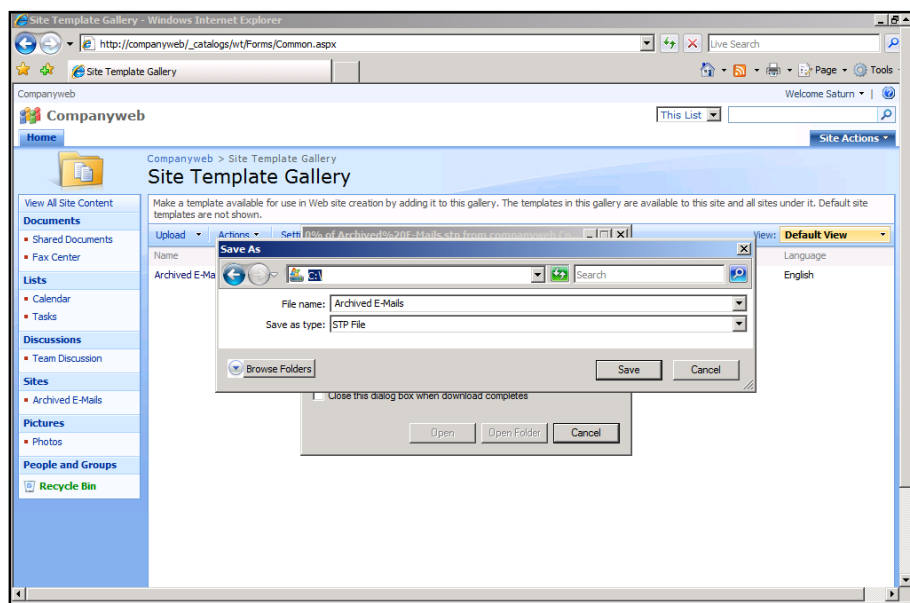 Site Template Gallery - Windows Internet Explorer
http://companyweb/_catalogs/wt/Forms/Common.aspx
Live Search
Site Template Gallery
Page
Tools
Companyweb
Welcome Saturn
Companyweb
This List
Home
Site Actions
Companyweb > Site Template Gallery
Site Template Gallery
View All Site Content
Make a template available for use in Web site creation by adding it to this gallery. The templates in this gallery are available to this site and all sites under it. Default site
templates are not shown.
Documents
Shared Documents
Fax Center
Lists
Calendar
Tasks
Discussions
Team Discussion
Sites
Archived E-Mails
Pictures
Photos
People and Groups
Recycle Bin
Upload
Actions
Setti
0% of Archived%20E-Mails.stp from companyweb Co
View:
Default View
Name
Language
Archived E-Ma
English
Save As
C:\
Search
File name:
Archived E-Mails
Save as type:
STP File
Browse Folders
Save
Cancel
Close this dialog box when download completes
Open
Open Folder
Cancel